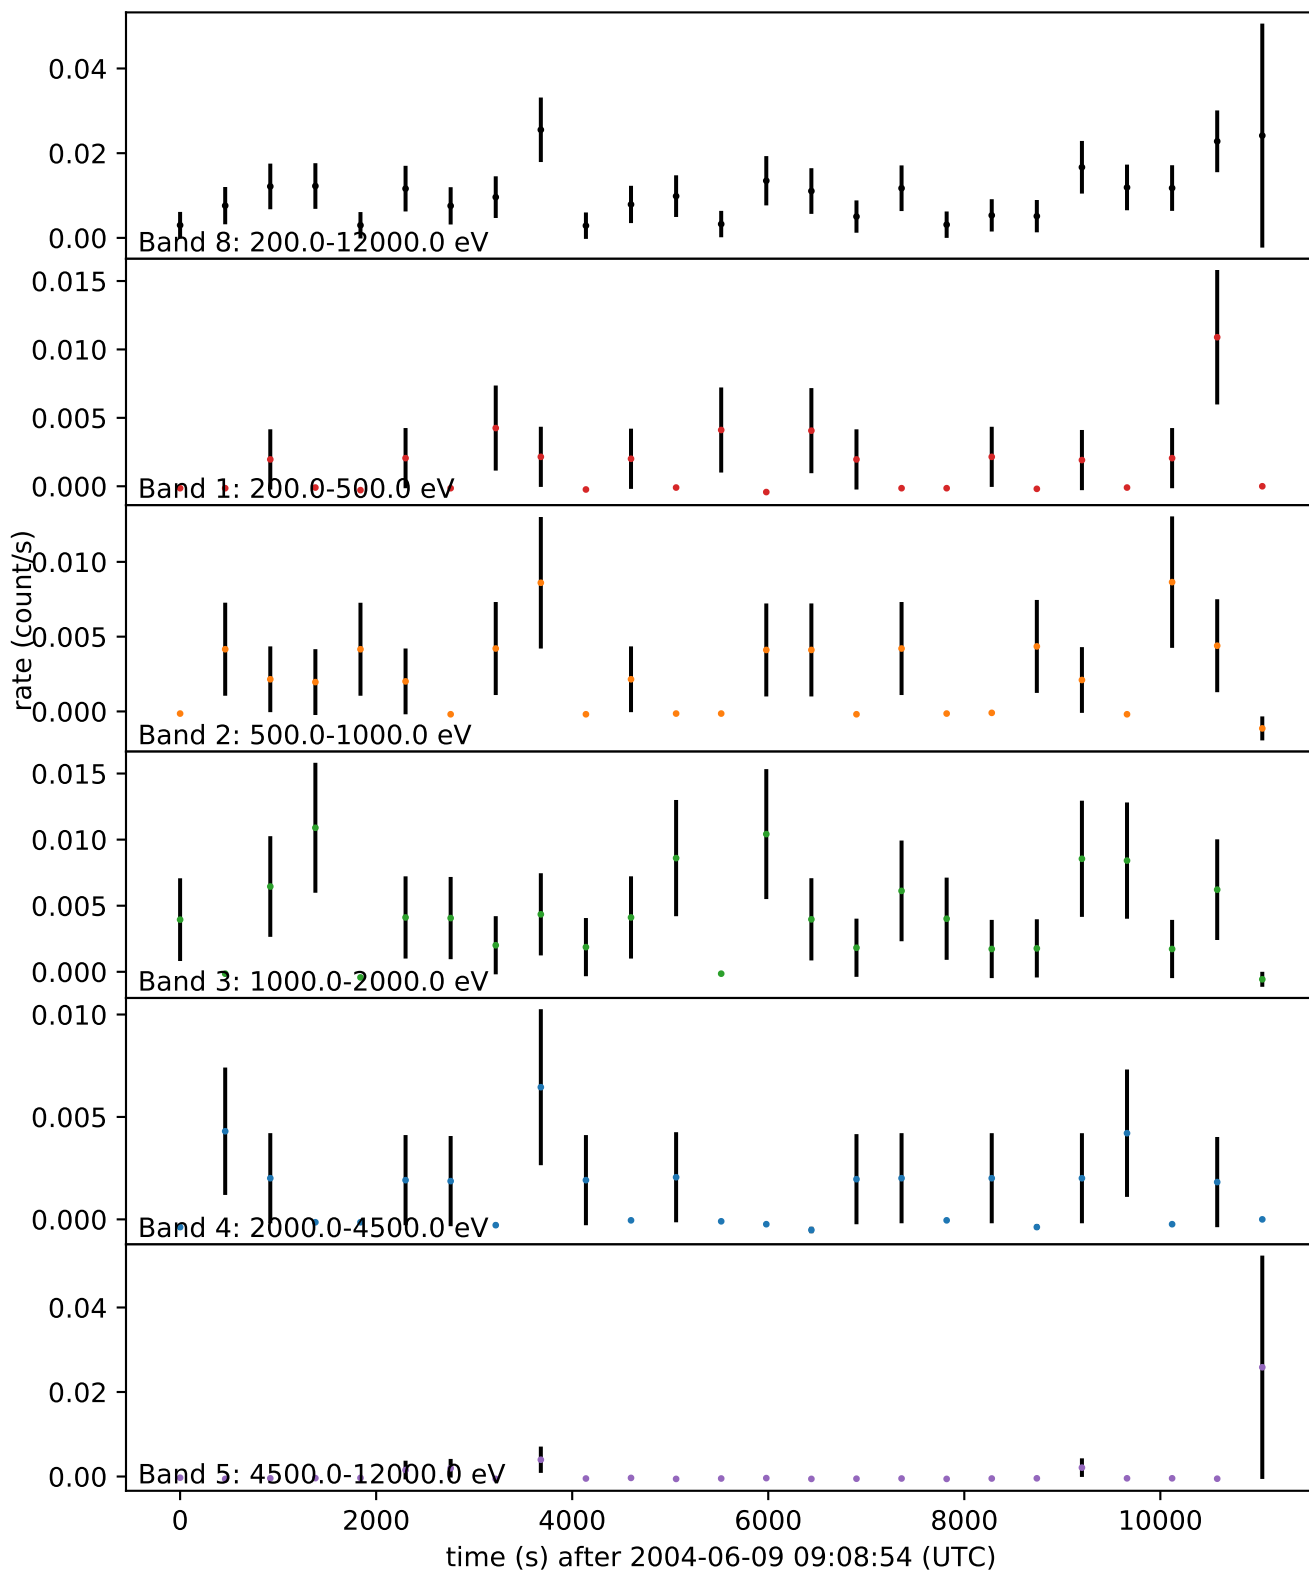 0.04
0.02
0.00
Band 8: 200.0-12000.0 eV
0.015
0.010
0.005
0.000
Band 1: 200.0-500.0 eV
rate (count/s)
0.010
0.005
0.000
Band 2: 500.0-1000.0 eV
0.015
0.010
0.005
0.000
Band 3: 1000.0-2000.0 eV
0.010
0.005
0.000
Band 4: 2000.0-4500.0 eV
0.04
0.02
0.00
Band 5: 4500.0-12000.0 eV
0 2000 4000 6000 8000 10000
time (s) after 2004-06-09 09:08:54 (UTC)